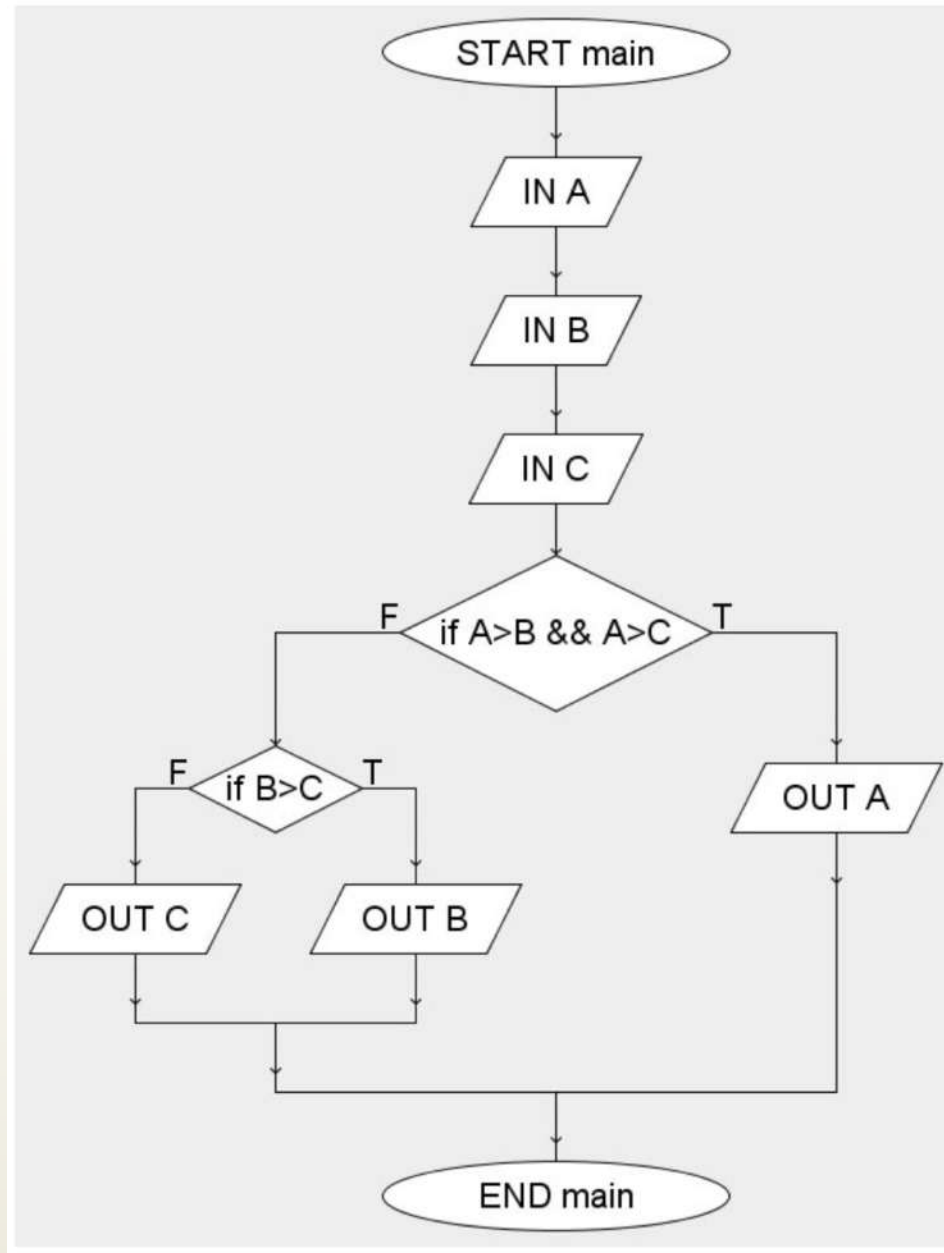 START main
IN A
IN B
IN C
F
if A>B && A>C
T
F
if B>C
T
OUT A
OUT C
OUT B
END main